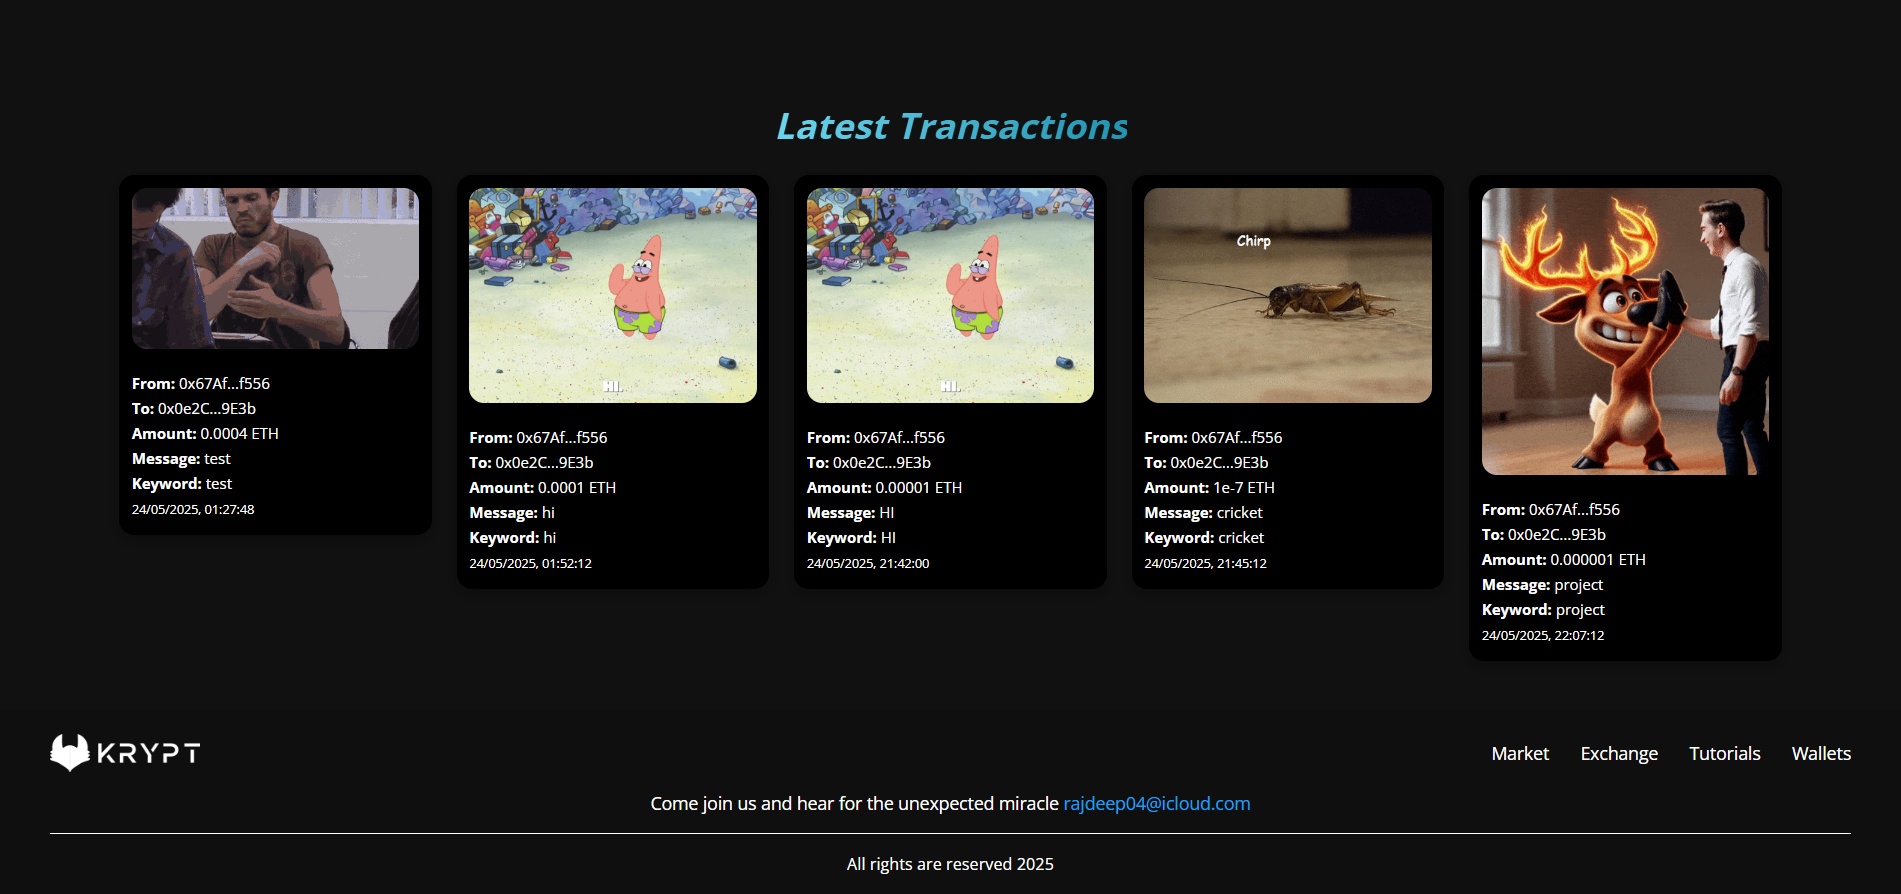 Latest Transactions
From: 0x67Af...f556
To: 0x0e2C...9E3b
Amount: 0.0004 ETH
Message: test
Keyword: test
24/05/2025, 01:27:48
HI.
From: 0x67Af...f556
To: 0x0e2C...9E3b
Amount: 0.0001 ETH
Message: hi
Keyword: hi
24/05/2025, 01:52:12
HI.
From: 0x67Af...f556
To: 0x0e2C...9E3b
Amount: 0.00001 ETH
Message: HI
Keyword: HI
24/05/2025, 21:42:00
Chirp
From: 0x67Af...f556
To: 0x0e2C...9E3b
Amount: 1e-7 ETH
Message: cricket
Keyword: cricket
24/05/2025, 21:45:12
From: 0x67Af...f556
To: 0x0e2C...9E3b
Amount: 0.000001 ETH
Message: project
Keyword: project
24/05/2025, 22:07:12
KRYPT
Market Exchange Tutorials Wallets
Come join us and hear for the unexpected miracle rajdeep04@icloud.com
All rights are reserved 2025